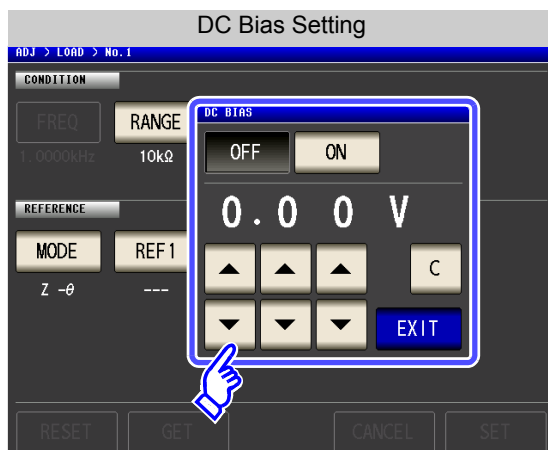 DC Bias Setting
ADJ > LOAD > No.1
CONDITION
FREQ
RANGE
1.0000kHz
10kΩ
DC BIAS
OFF
ON
0.00 V
C
EXIT
REFERENCE
MODE
REF1
Z -θ
---
RESET
GET
CANCEL
SET